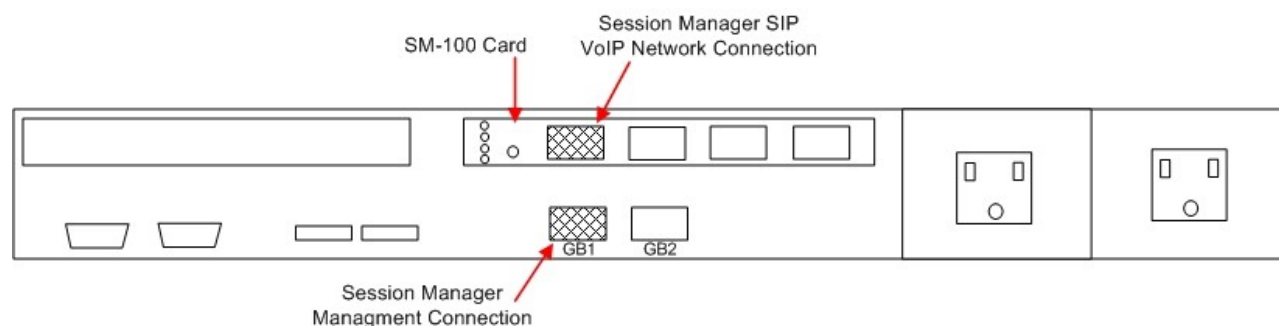 Session Manager SIP
VoIP Network Connection
SM-100 Card
GB1
GB2
Session Manager
Managment Connection